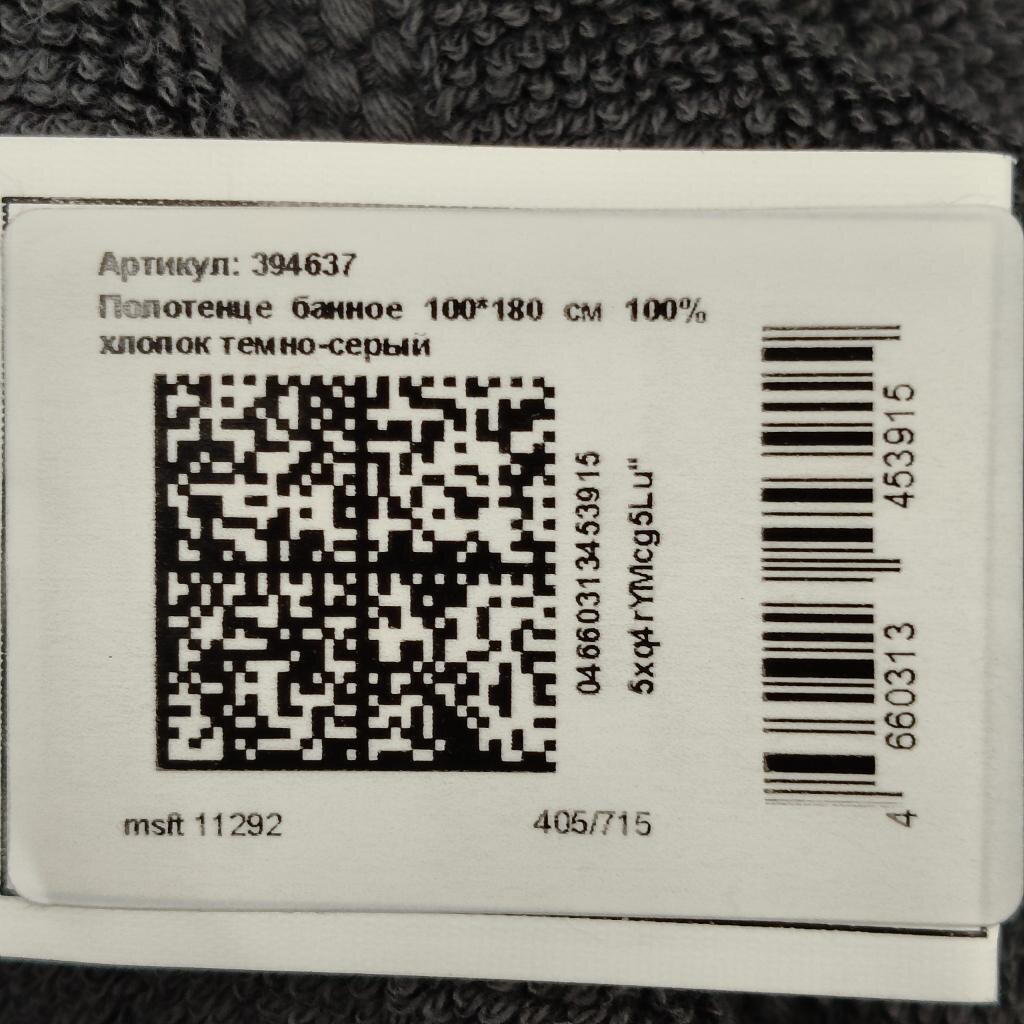 Артикул: 394637
Полотенце банное 100*180 см 100%
хлопок темно-серый
04660313453915
5xq4rYMcg5Lu"
4 660313 453915
msft 11292
405/715